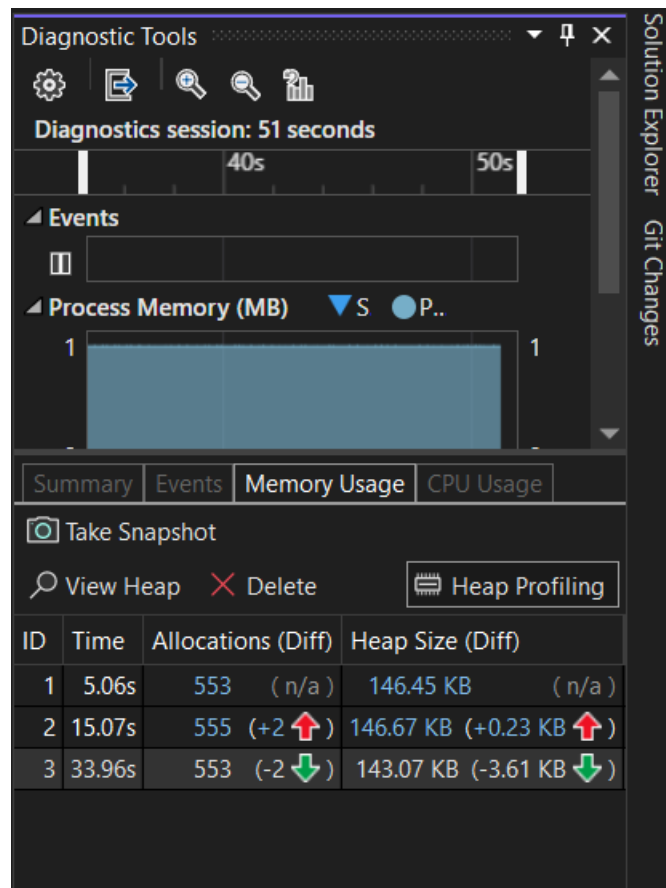 Diagnostic Tools
Diagnostics session: 51 seconds
40s 50s
Events
Process Memory (MB) S P..
1 1
Summary Events Memory Usage CPU Usage
Take Snapshot
View Heap Delete Heap Profiling
ID Time Allocations (Diff) Heap Size (Diff)
1 5.06s 553 (n/a) 146.45 KB (n/a)
2 15.07s 555 (+2 ) 146.67 KB (+0.23 KB )
3 33.96s 553 (-2 ) 143.07 KB (-3.61 KB )
Solution Explorer
Git Changes